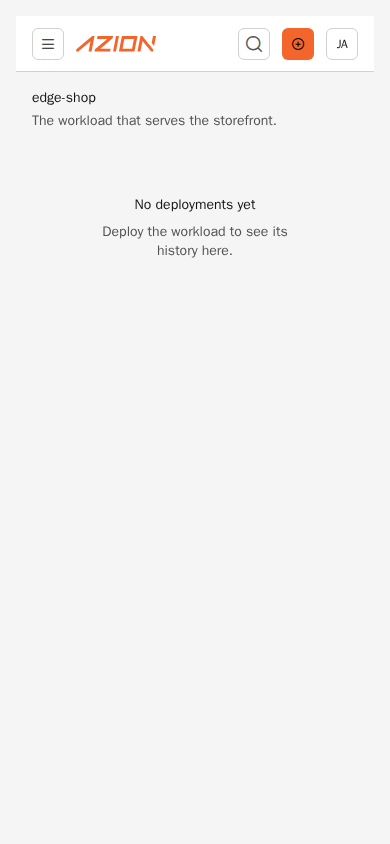 AZION
JA
edge-shop
The workload that serves the storefront.
No deployments yet
Deploy the workload to see its
history here.